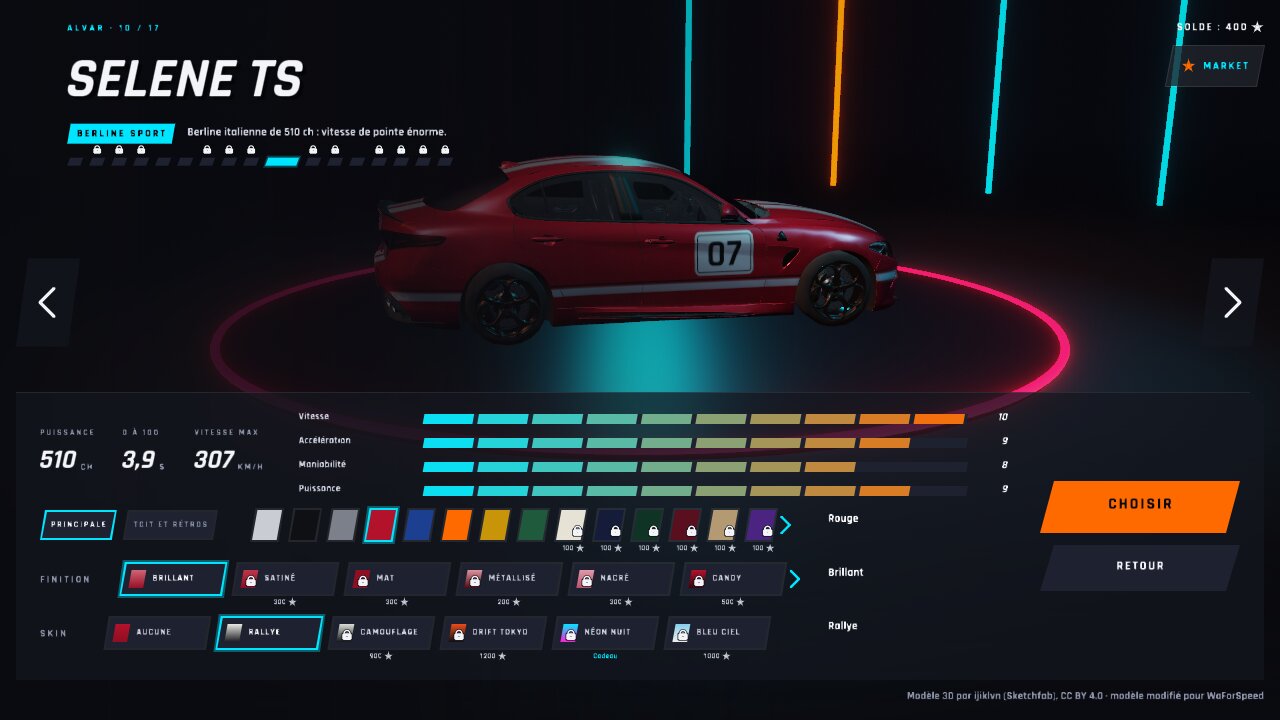 ALVAR · 10 / 17
SOLDE : 400 ★
SELENE TS
★ MARKET
BERLINE SPORT
Berline italienne de 510 ch : vitesse de pointe énorme.
07
PUISSANCE
510 CH
0 À 100
3,9 S
VITESSE MAX
307 KM/H
Vitesse 10
Accélération 9
Maniabilité 8
Puissance 9
CHOISIR
RETOUR
PRINCIPALE
TOIT ET RÉTROS
100 ★ 100 ★ 100 ★ 100 ★ 100 ★ 100 ★
Rouge
FINITION
BRILLANT
SATINÉ
MAT
MÉTALLISÉ
NACRÉ
CANDY
Brillant
300 ★ 300 ★ 200 ★ 300 ★ 500 ★
SKIN
AUCUNE
RALLYE
CAMOUFLAGE
DRIFT TOKYO
NÉON NUIT
BLEU CIEL
Rallye
900 ★ 1200 ★ Cadeau 1000 ★
Modèle 3D par ijiklvn (Sketchfab), CC BY 4.0 · modèle modifié pour WaForSpeed